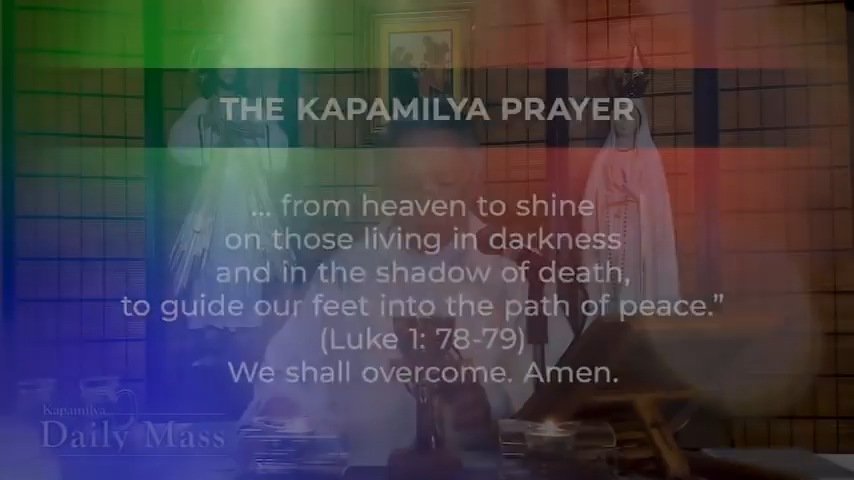 THE KAPAMILYA PRAYER
... from heaven to shine
on those living in darkness
and in the shadow of death,
to guide our feet into the path of peace.”
(Luke 1: 78-79)
We shall overcome. Amen.
Kapamilya
Daily Mass